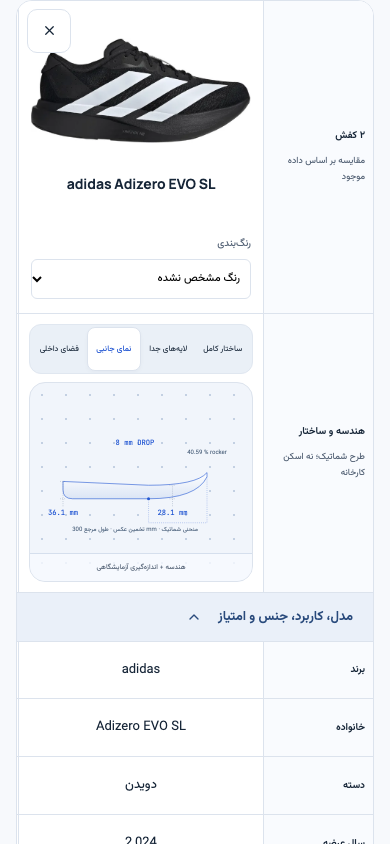 ۲ کفش
مقایسه بر اساس داده
موجود
adidas Adizero EVO SL
رنگ‌بندی
رنگ مشخص نشده
هندسه و ساختار
طرح شماتیک؛ نه اسکن
کارخانه
ساختار کامل
لایه‌های جدا
نمای جانبی
فضای داخلی
8 mm DROP
40.59 % rocker
36.1 mm
28.1 mm
منحنی شماتیک · mm تخمین عکس · طول مرجع 300
هندسه + اندازه‌گیری آزمایشگاهی
مدل، کاربرد، جنس و امتیاز
برند
adidas
خانواده
Adizero EVO SL
دسته
دویدن
سال عرضه
2,024